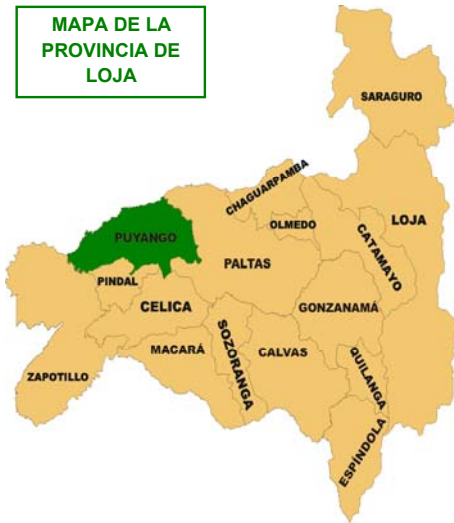 MAPA DE LA
PROVINCIA DE
LOJA
SARAGURO
CHAGUARPAMBA
OLMEDO
LOJA
CATAMAYO
PUYANGO
PALTAS
PINDAL
CELICA
GONZANAMÁ
MACARÁ
SOZORANGA
CALVAS
QUILANGA
ZAPOTILLO
ESPÍNDOLA